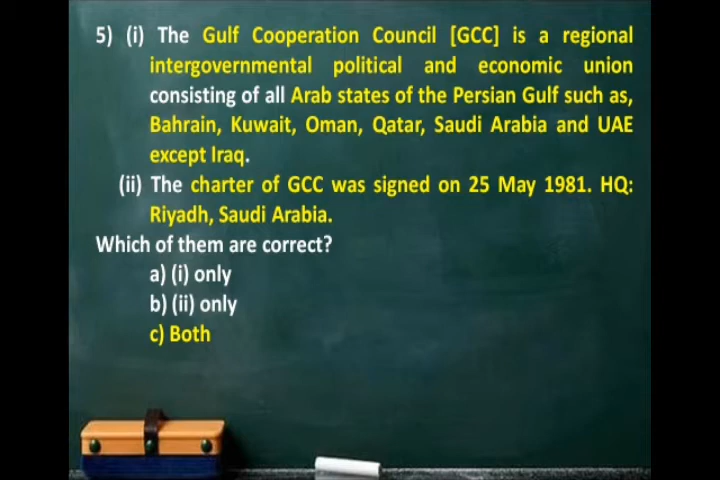 5) (i) The Gulf Cooperation Council [GCC] is a regional
intergovernmental political and economic union
consisting of all Arab states of the Persian Gulf such as,
Bahrain, Kuwait, Oman, Qatar, Saudi Arabia and UAE
except Iraq.
(ii) The charter of GCC was signed on 25 May 1981. HQ:
Riyadh, Saudi Arabia.
Which of them are correct?
a) (i) only
b) (ii) only
c) Both